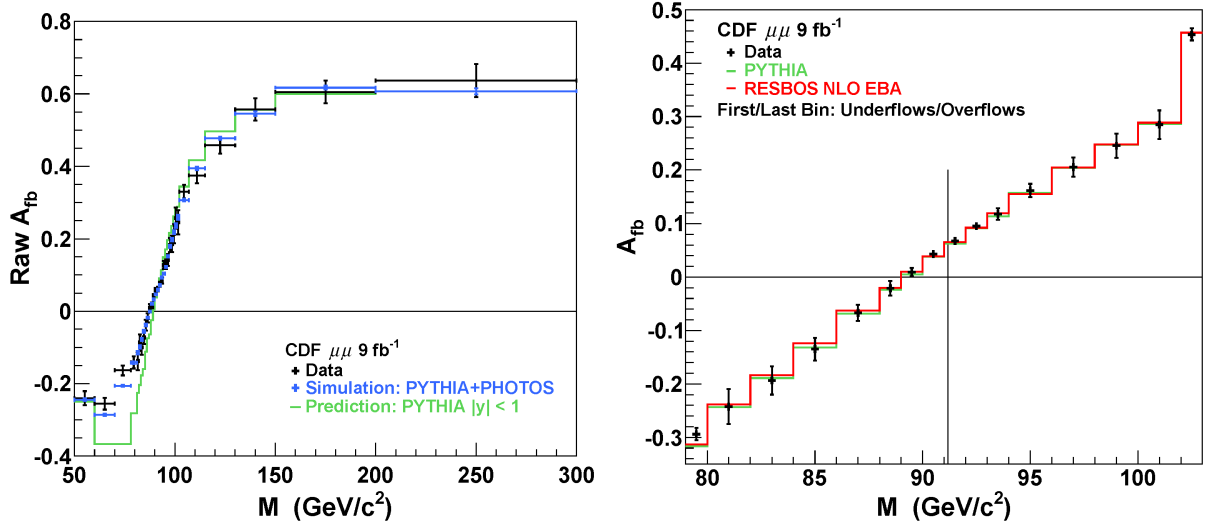 Raw A_fb
0.8
0.6
0.4
0.2
0
-0.2
-0.4
CDF μμ 9 fb⁻¹
Data
Simulation: PYTHIA+PHOTOS
Prediction: PYTHIA |y| < 1
50 100 150 200 250 300
M (GeV/c²)
A_fb
0.5
0.4
0.3
0.2
0.1
0
-0.1
-0.2
-0.3
CDF μμ 9 fb⁻¹
Data
PYTHIA
RESBOS NLO EBA
First/Last Bin: Underflows/Overflows
80 85 90 95 100
M (GeV/c²)